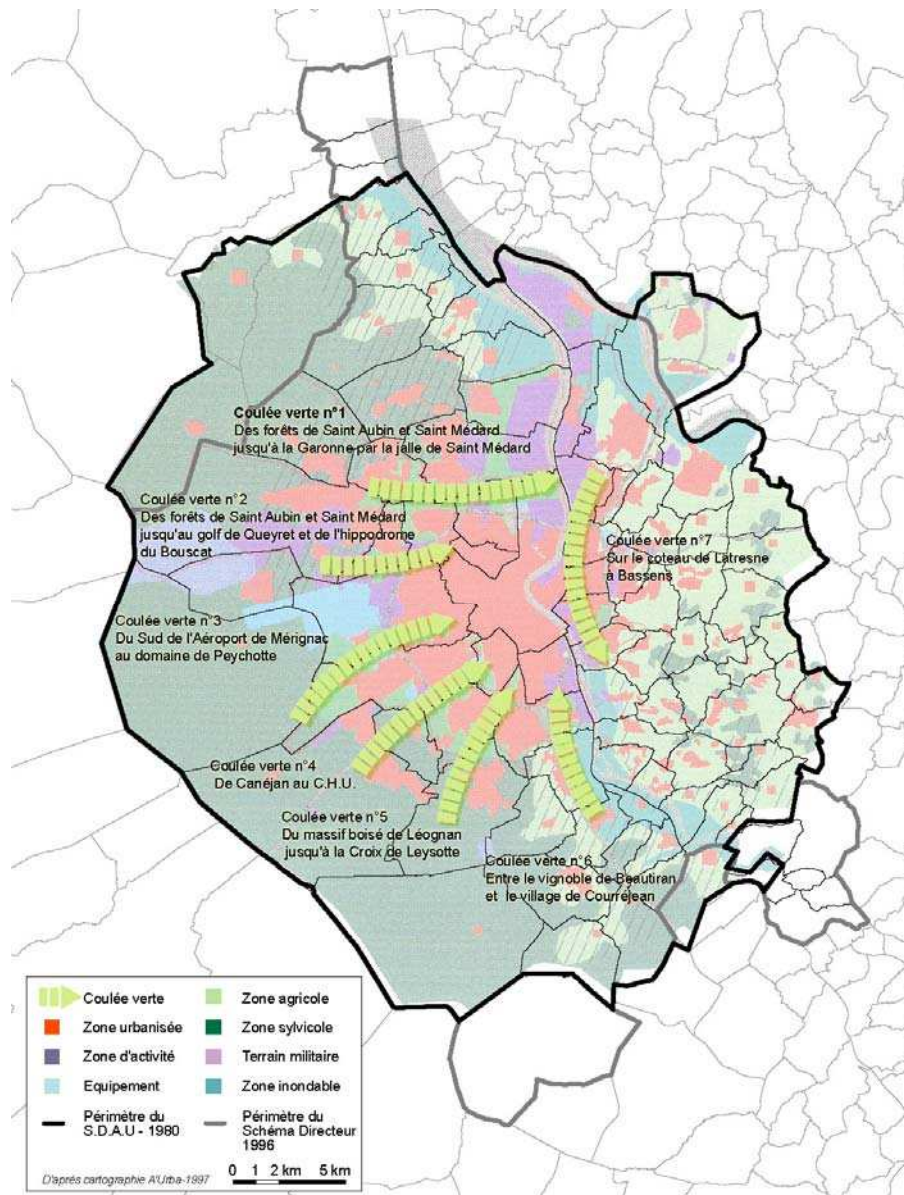 Coulée verte n°1
Des forêts de Saint Aubin et Saint Médard
jusqu'à la Garonne par la jalle de Saint Médard
Coulée verte n°2
Des forêts de Saint Aubin et Saint Médard
jusqu'au golf de Queyret et de l'hippodrome
du Bouscat
Coulée verte n°7
Sur le coteau de Latresne
à Bassens
Coulée verte n°3
Du Sud de l'Aéroport de Mérignac
au domaine de Peychotte
Coulée verte n°4
De Canéjan au C.H.U.
Coulée verte n°5
Du massif boisé de Léognan
jusqu'à la Croix de Leysotte
Coulée verte n°6
Entre le vignoble de Beautiran
et le village de Courréjean
Coulée verte
Zone urbanisée
Zone d'activité
Equipement
Périmètre du
S.D.A.U - 1980
Zone agricole
Zone sylvicole
Terrain militaire
Zone inondable
Périmètre du
Schéma Directeur
1996
D'après cartographie A'Urba-1997
0 1 2 km 5 km